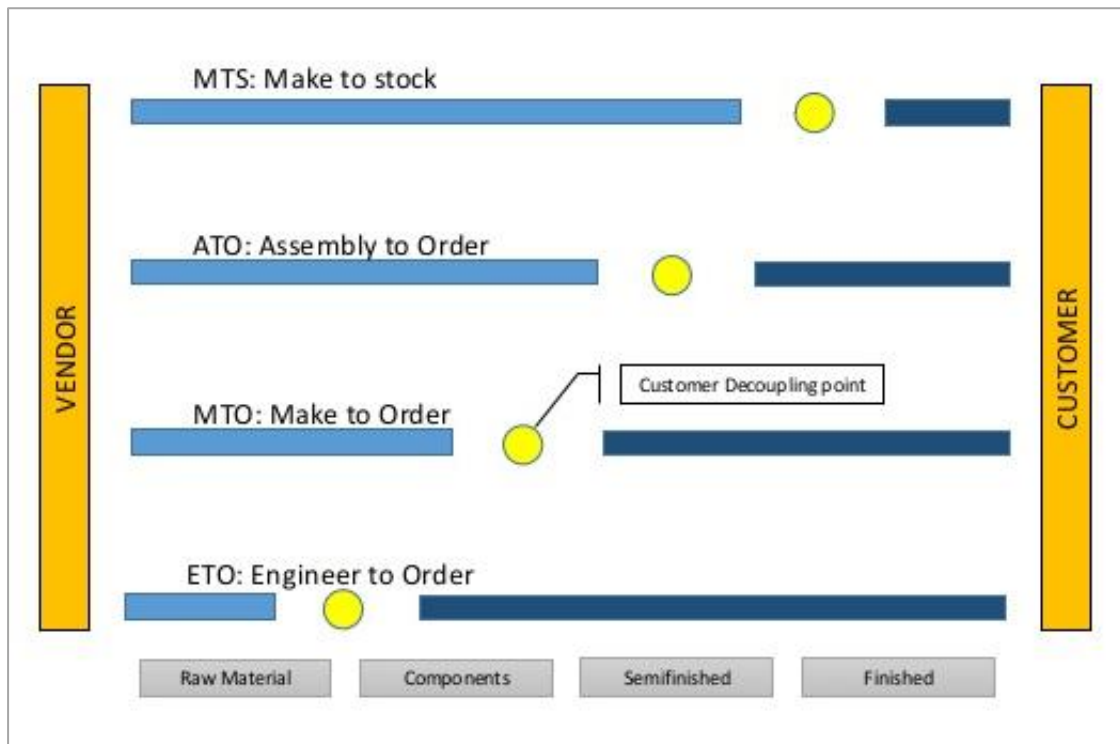 MTS: Make to stock
VENDOR
CUSTOMER
ATO: Assembly to Order
Customer Decoupling point
MTO: Make to Order
ETO: Engineer to Order
Raw Material
Components
Semifinished
Finished